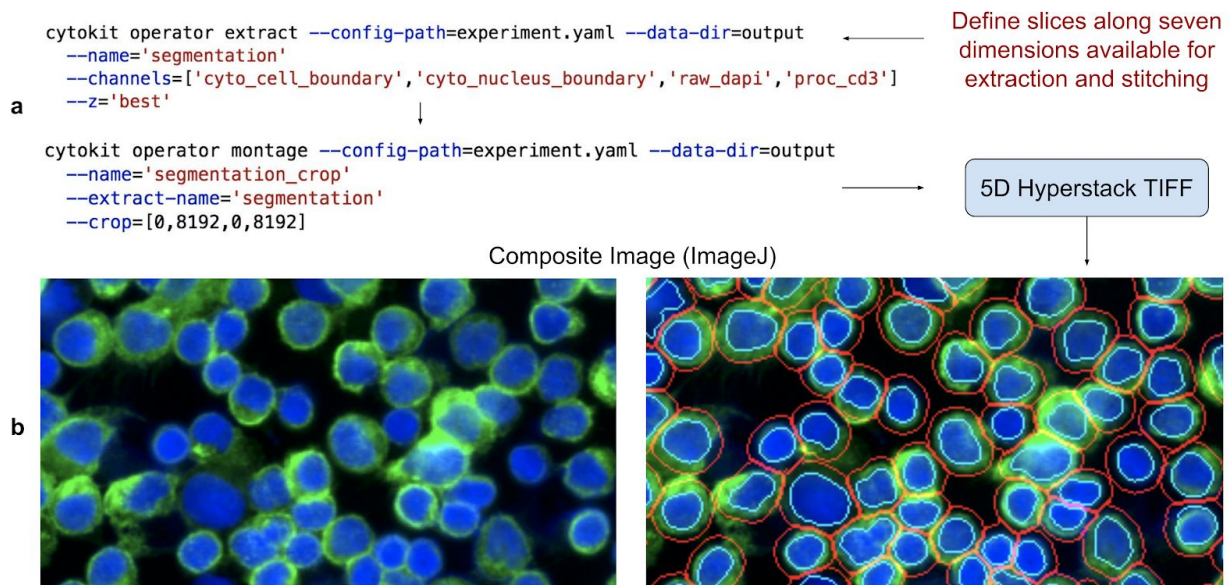 a
cytokit operator extract --config-path=experiment.yaml --data-dir=output
--name='segmentation'
--channels=['cyto_cell_boundary','cyto_nucleus_boundary','raw_dapi','proc_cd3']
--z='best'
Define slices along seven
dimensions available for
extraction and stitching
cytokit operator montage --config-path=experiment.yaml --data-dir=output
--name='segmentation_crop'
--extract-name='segmentation'
--crop=[0,8192,0,8192]
5D Hyperstack TIFF
Composite Image (ImageJ)
b